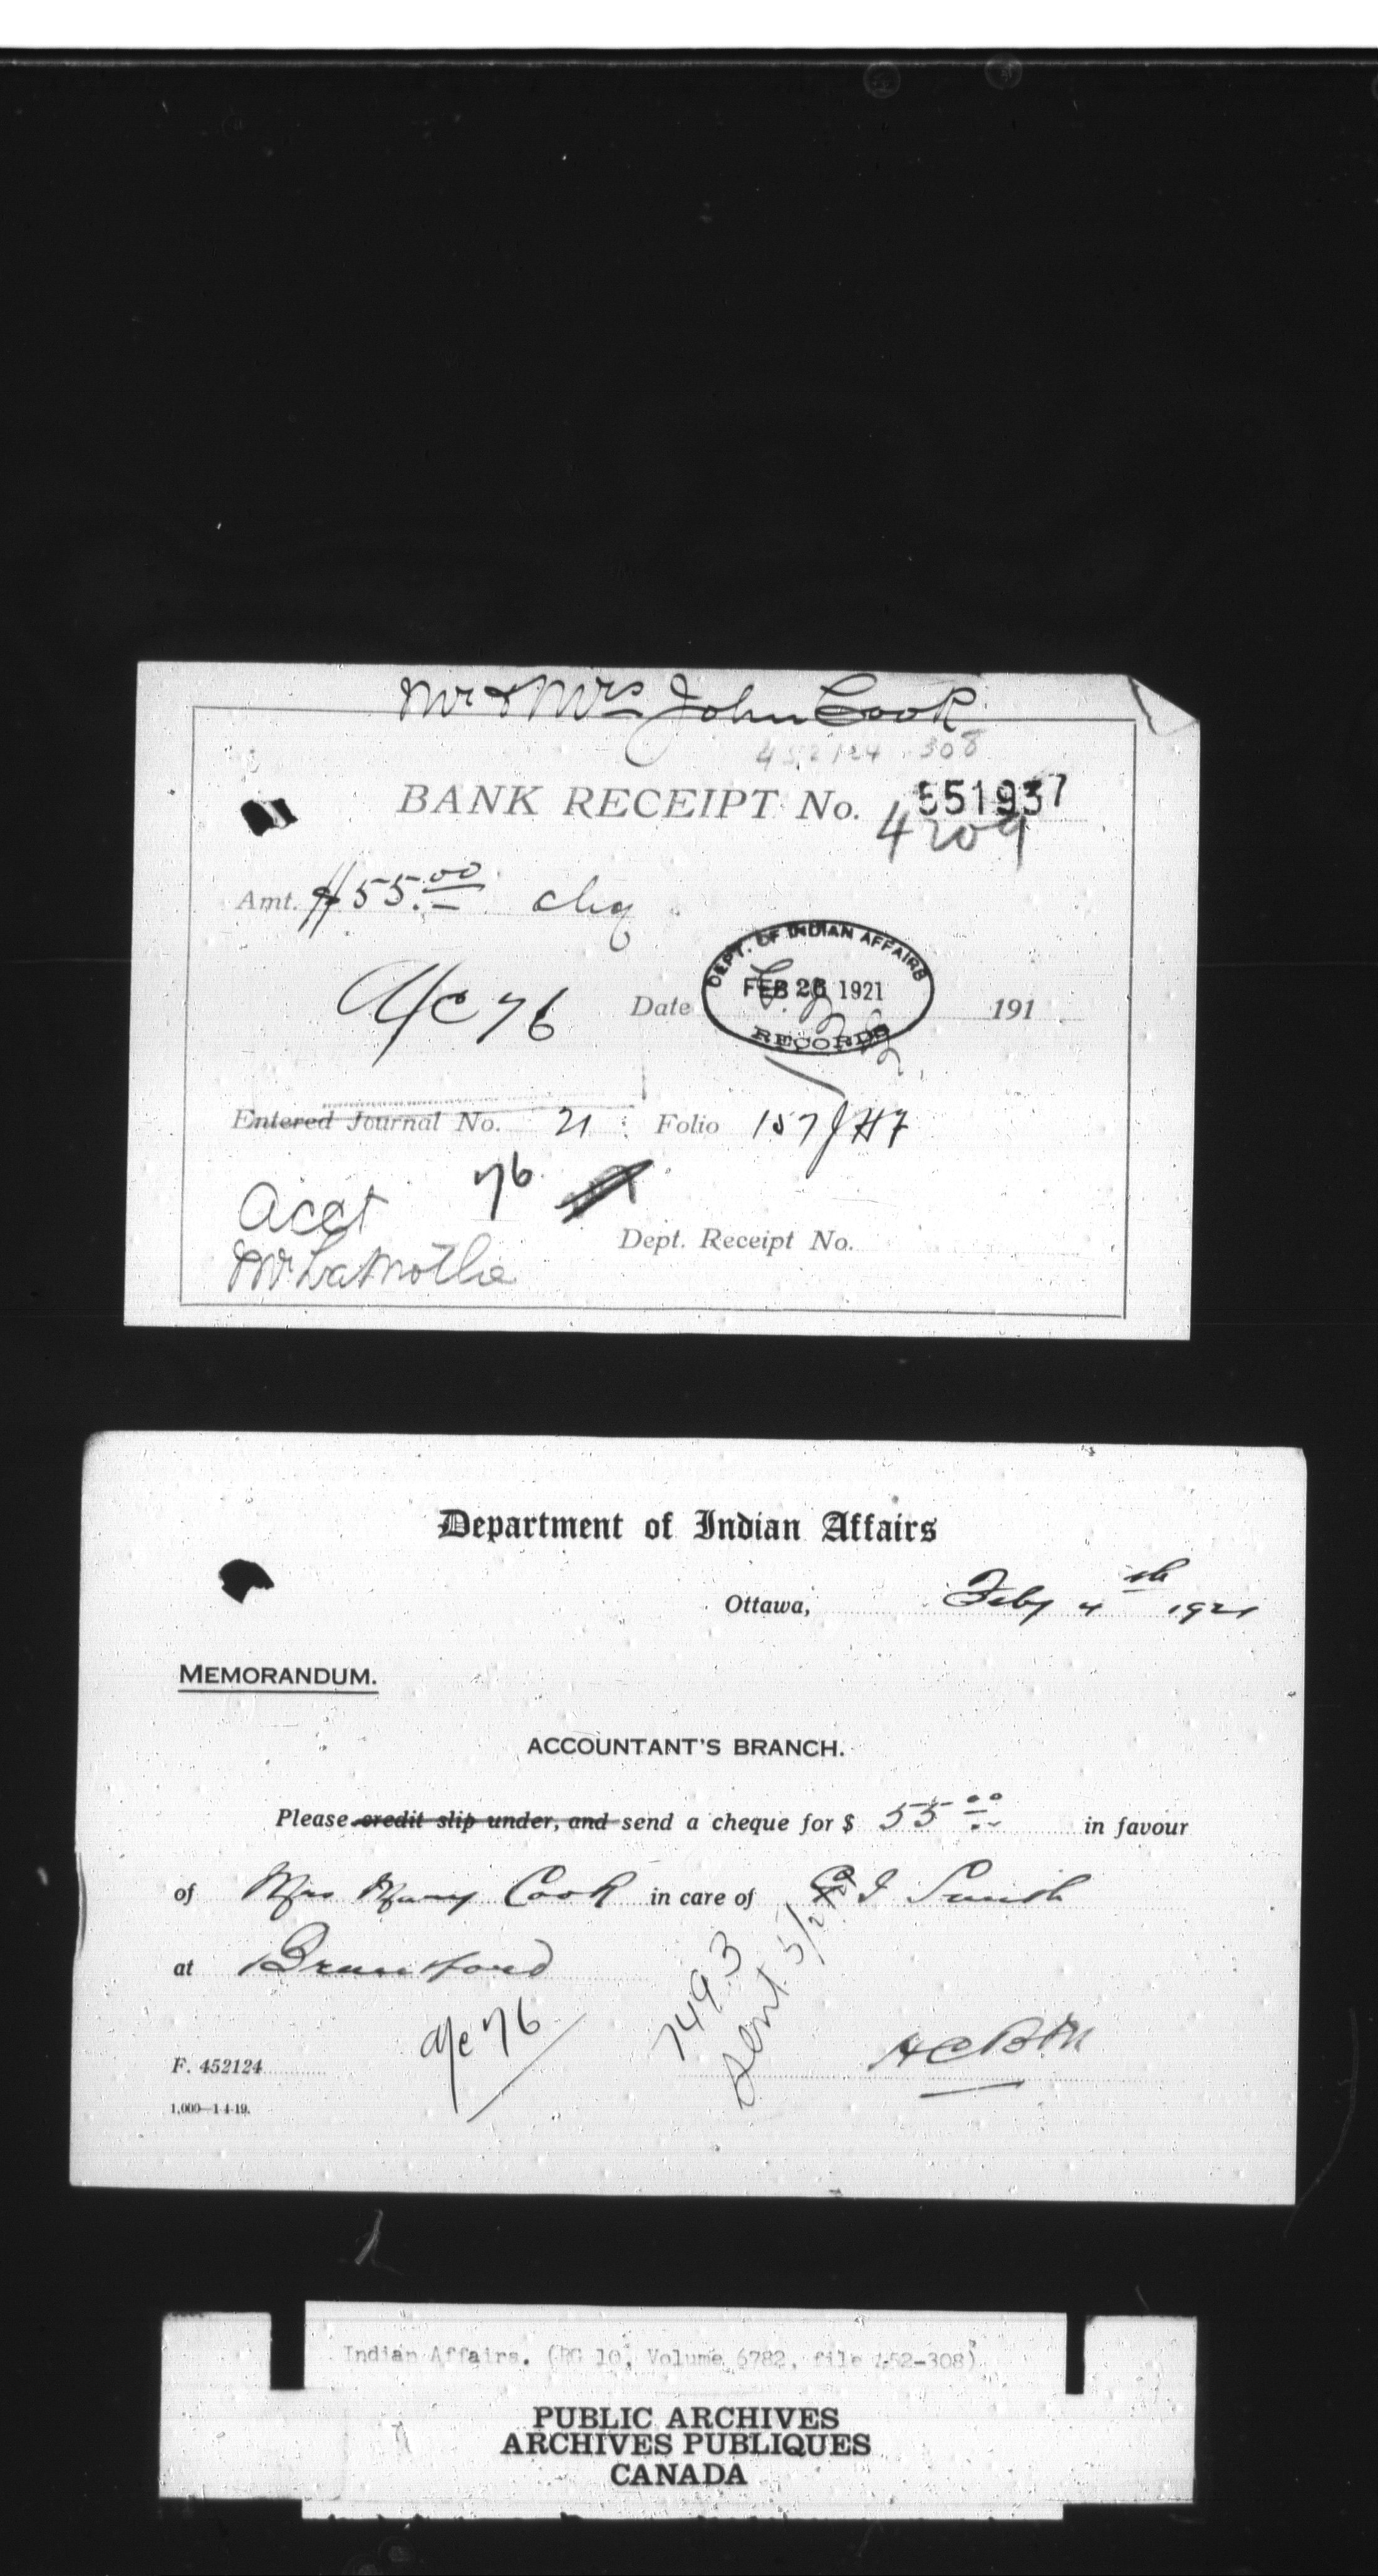 Mr & Mrs John Cook
452124 308
BANK RECEIPT No. 551937
4209
Amt. $55.00 chq
DEPT. OF INDIAN AFFAIRS
A/c 76 Date FEB 26 1921 191
RECORDS
Entered Journal No. 21 Folio 157
76
Acct
Mr LaMothe
Dept. Receipt No.
Department of Indian Affairs
Ottawa, Feby 4th 1921
MEMORANDUM.
ACCOUNTANT'S BRANCH.
Please credit slip under, and send a cheque for $ 55.00 in favour
of Mrs Mary Cook in care of J Smith
at Brantford
7493
Sent 5/2
a/c 76
F. 452124
1,000—1-4-19.
Indian Affairs. (RG 10, Volume 6782, file 452-308)
PUBLIC ARCHIVES
ARCHIVES PUBLIQUES
CANADA